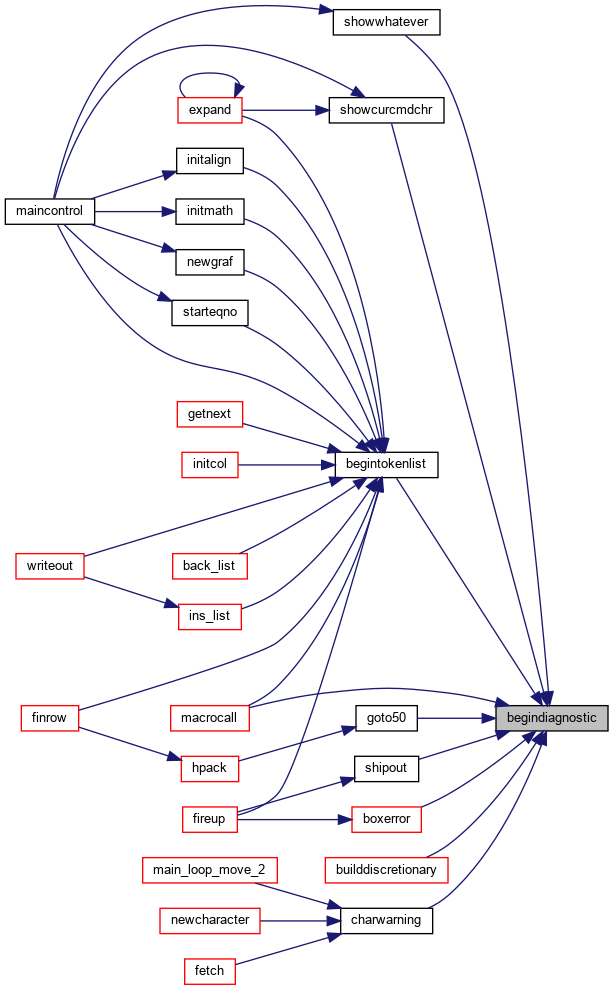 showwhatever
expand
showcurcmdchr
initalign
maincontrol
initmath
newgraf
starteqno
getnext
initcol
begintokenlist
writeout
back_list
ins_list
finrow
macrocall
goto50
begindiagnostic
hpack
shipout
fireup
boxerror
main_loop_move_2
builddiscretionary
newcharacter
charwarning
fetch